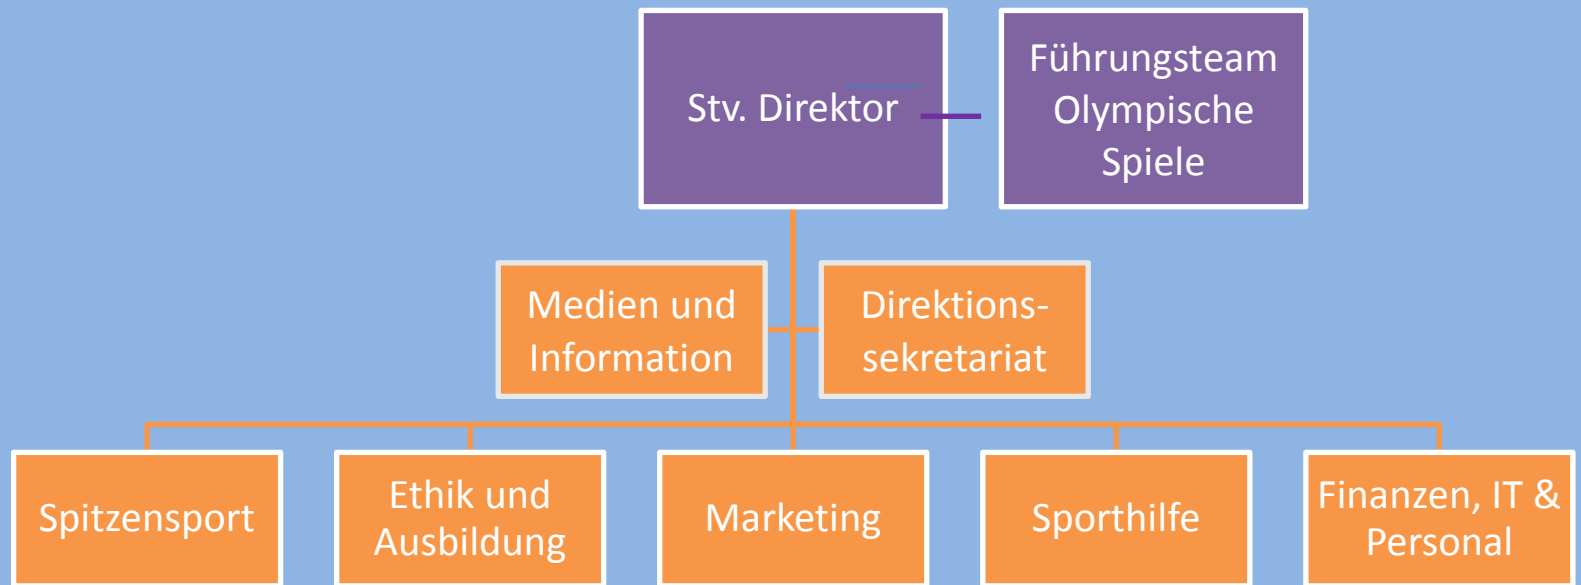 Stv. Direktor
Führungsteam
Olympische
Spiele
Medien und
Information
Direktions-
sekretariat
Spitzensport
Ethik und
Ausbildung
Marketing
Sporthilfe
Finanzen, IT &
Personal